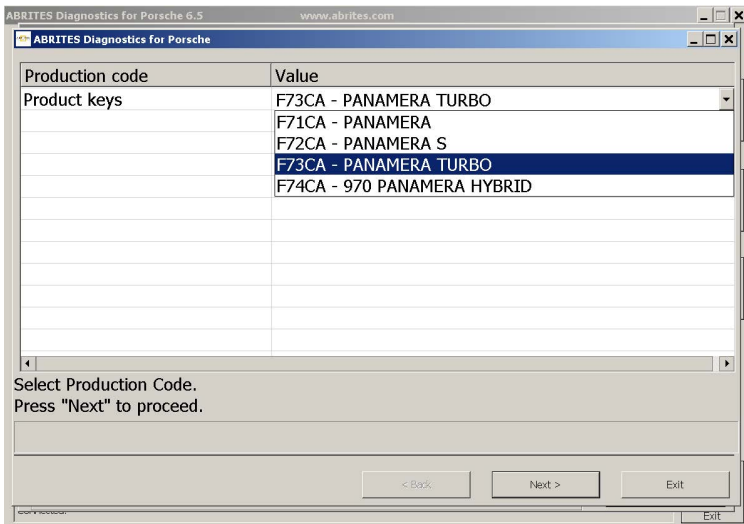 ABRITES Diagnostics for Porsche 6.5 www.abrites.com
ABRITES Diagnostics for Porsche
Production code Value
Product keys F73CA - PANAMERA TURBO
F71CA - PANAMERA
F72CA - PANAMERA S
F73CA - PANAMERA TURBO
F74CA - 970 PANAMERA HYBRID
Select Production Code.
Press "Next" to proceed.
< Back Next > Exit
Exit